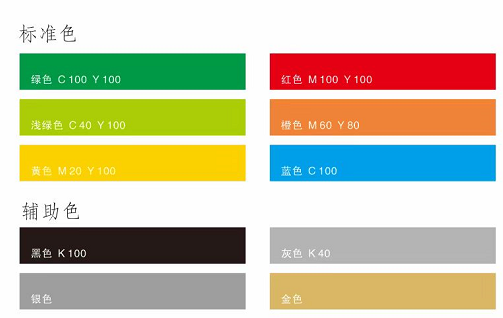 标准色
绿色 C 100 Y 100
红色 M 100 Y 100
浅绿色 C 40 Y 100
橙色 M 60 Y 80
黄色 M 20 Y 100
蓝色 C 100
辅助色
黑色 K 100
灰色 K 40
银色
金色